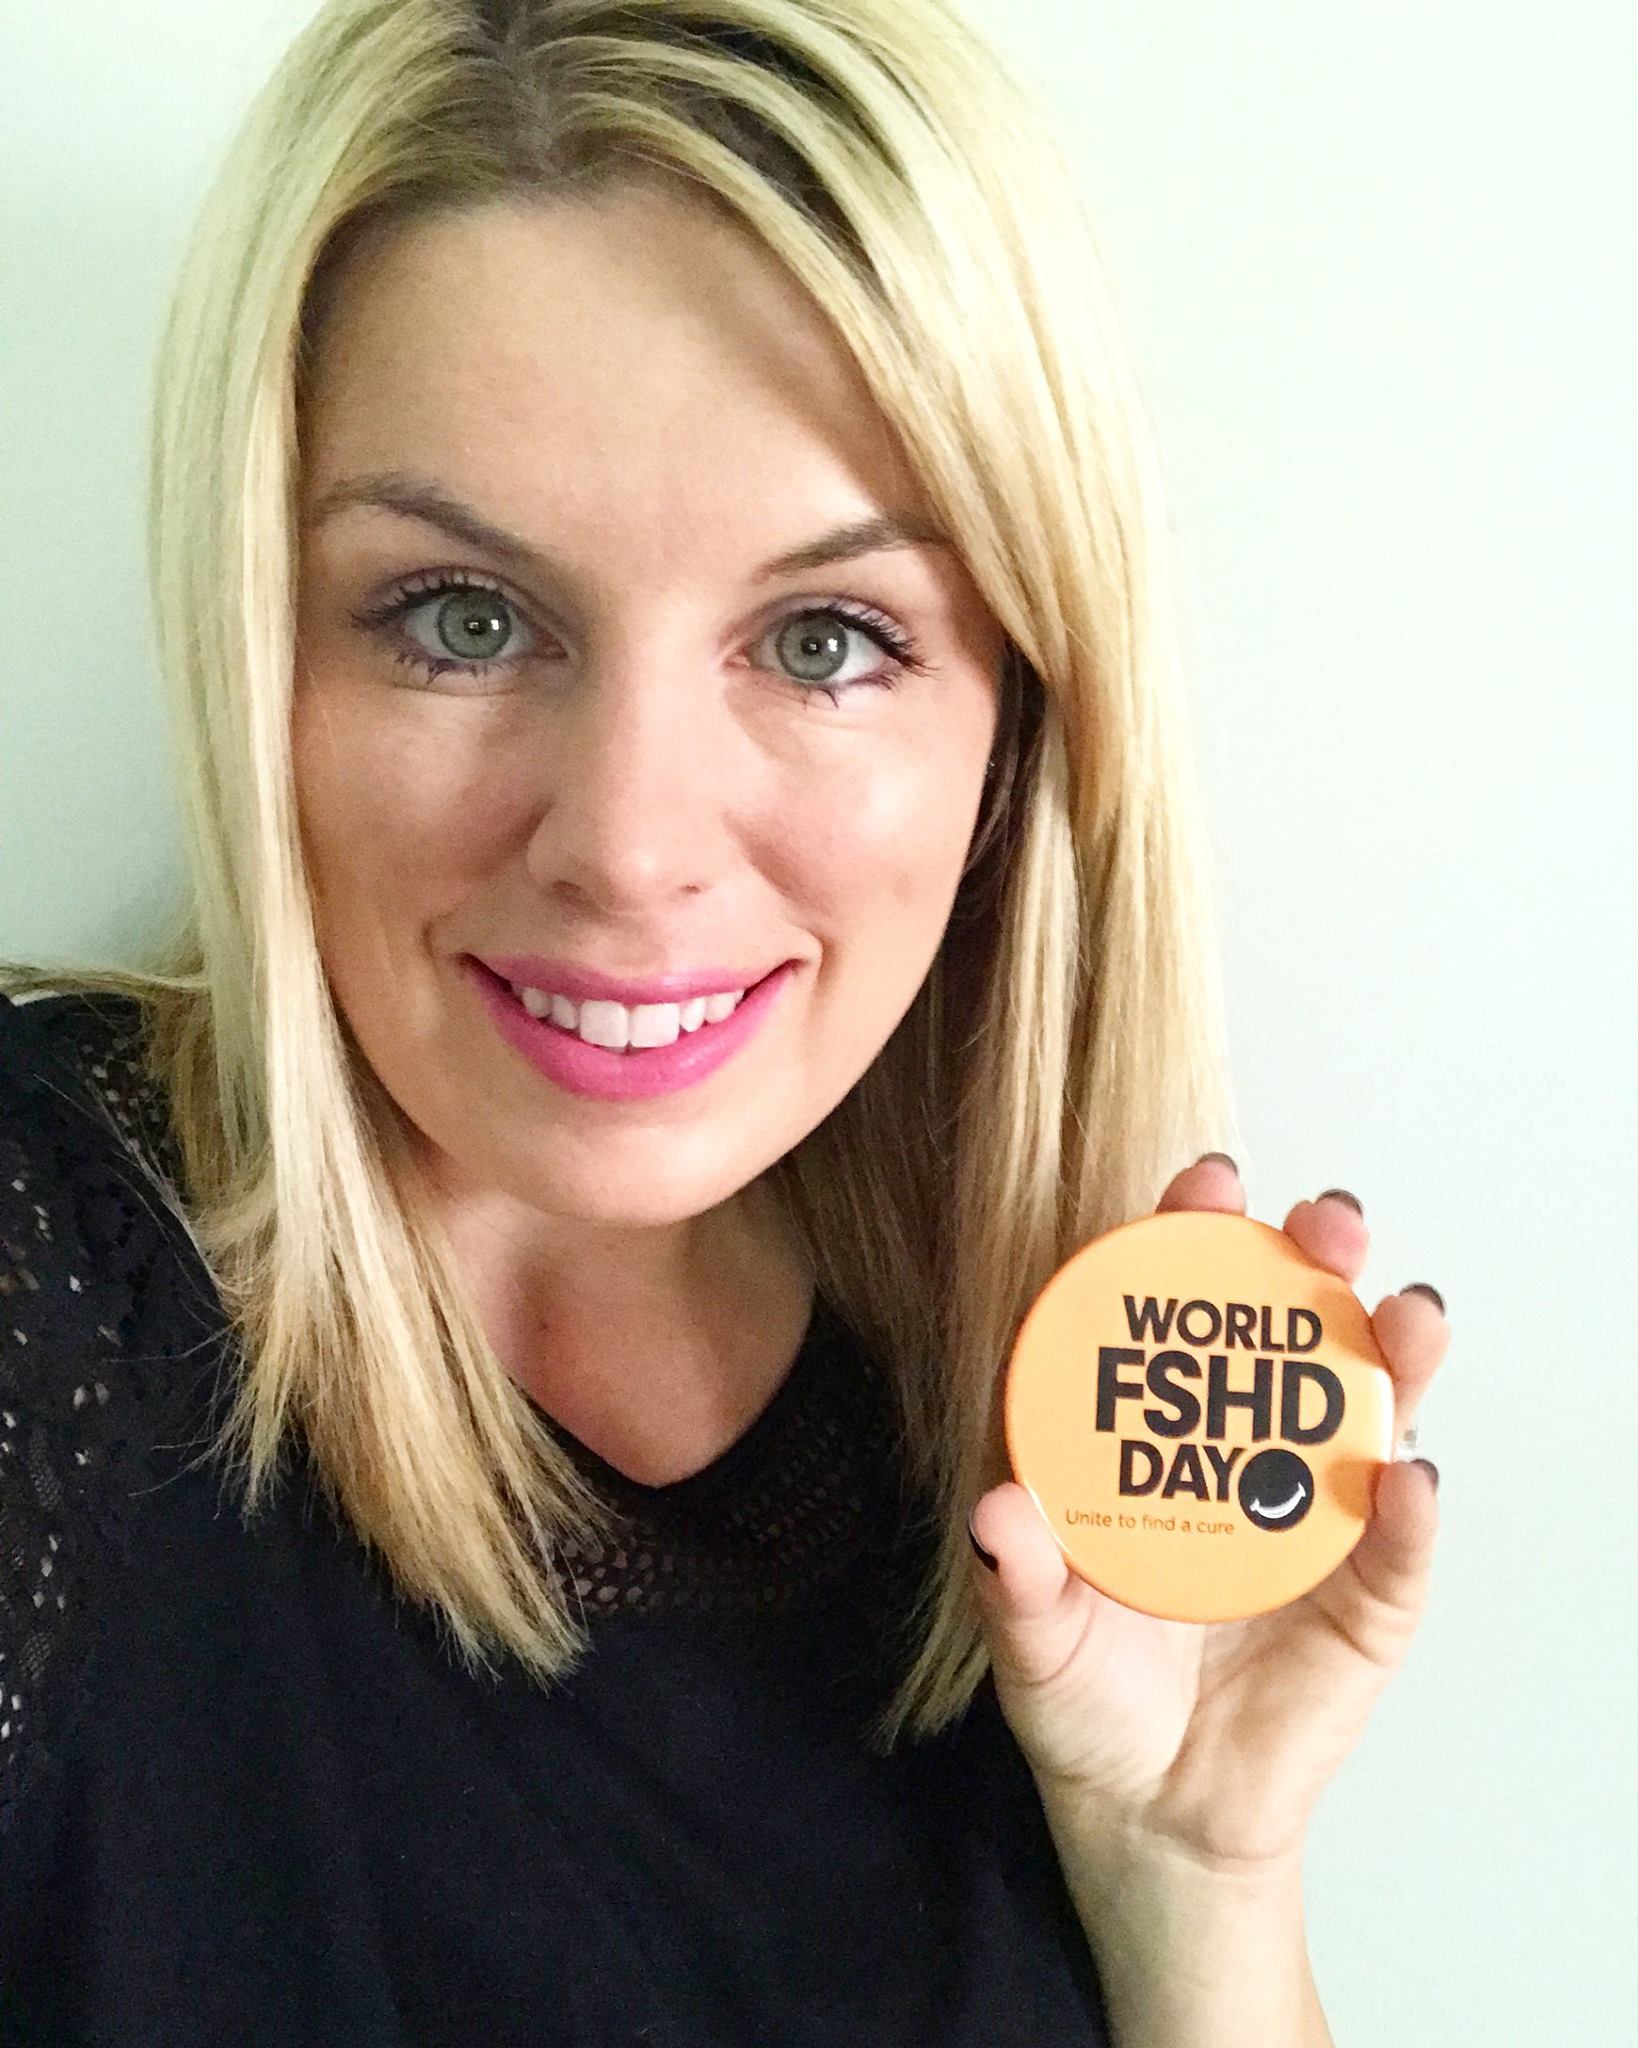 WORLD
FSHD
DAY
Unite to find a cure